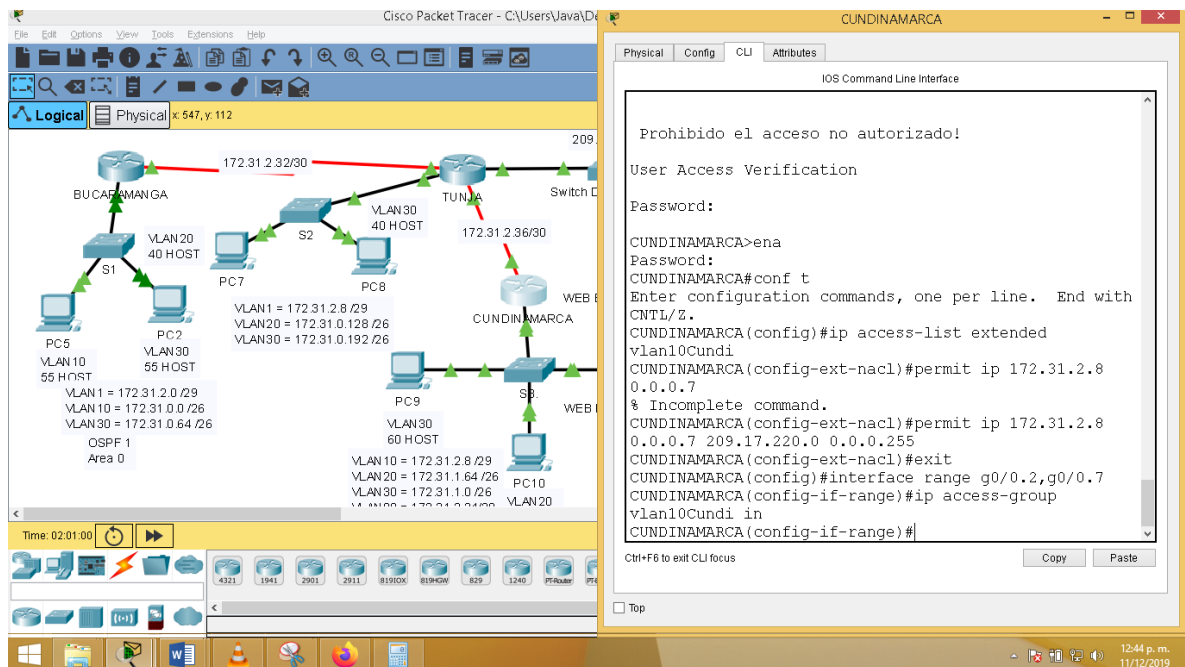 Cisco Packet Tracer - C:\Users\Java\De
File Edit Options View Tools Extensions Help
Logical
Physical
x: 547, y: 112
209.
172.31.2.32/30
BUCARAMANGA
TUNJA
Switch D
VLAN30
40 HOST
S2
VLAN20
40 HOST
172.31.2.36/30
S1
PC7
PC8
WEB
VLAN1 = 172.31.2.8 /29
VLAN20 = 172.31.0.128 /26
VLAN30 = 172.31.0.192 /26
CUNDINAMARCA
PC5
PC2
VLAN10
55 HOST
VLAN30
55 HOST
VLAN1 = 172.31.2.0 /29
VLAN10 = 172.31.0.0 /26
VLAN30 = 172.31.0.64 /26
OSPF 1
Area 0
PC9
S3.
WEB
VLAN30
60 HOST
VLAN10 = 172.31.2.8 /29
VLAN20 = 172.31.1.64 /26
VLAN30 = 172.31.1.0 /26
PC10
VLAN20
Time: 02:01:00
4321
1941
2901
2911
819IOX
819HGW
829
1240
PT-Router
CUNDINAMARCA
Physical
Config
CLI
Attributes
IOS Command Line Interface
Prohibido el acceso no autorizado!
User Access Verification
Password:
CUNDINAMARCA>ena
Password:
CUNDINAMARCA#conf t
Enter configuration commands, one per line. End with
CNTL/Z.
CUNDINAMARCA(config)#ip access-list extended
vlan10Cundi
CUNDINAMARCA(config-ext-nacl)#permit ip 172.31.2.8
0.0.0.7
% Incomplete command.
CUNDINAMARCA(config-ext-nacl)#permit ip 172.31.2.8
0.0.0.7 209.17.220.0 0.0.0.255
CUNDINAMARCA(config-ext-nacl)#exit
CUNDINAMARCA(config)#interface range g0/0.2,g0/0.7
CUNDINAMARCA(config-if-range)#ip access-group
vlan10Cundi in
CUNDINAMARCA(config-if-range)#
Ctrl+F6 to exit CLI focus
Copy
Paste
Top
12:44 p. m.
11/12/2019